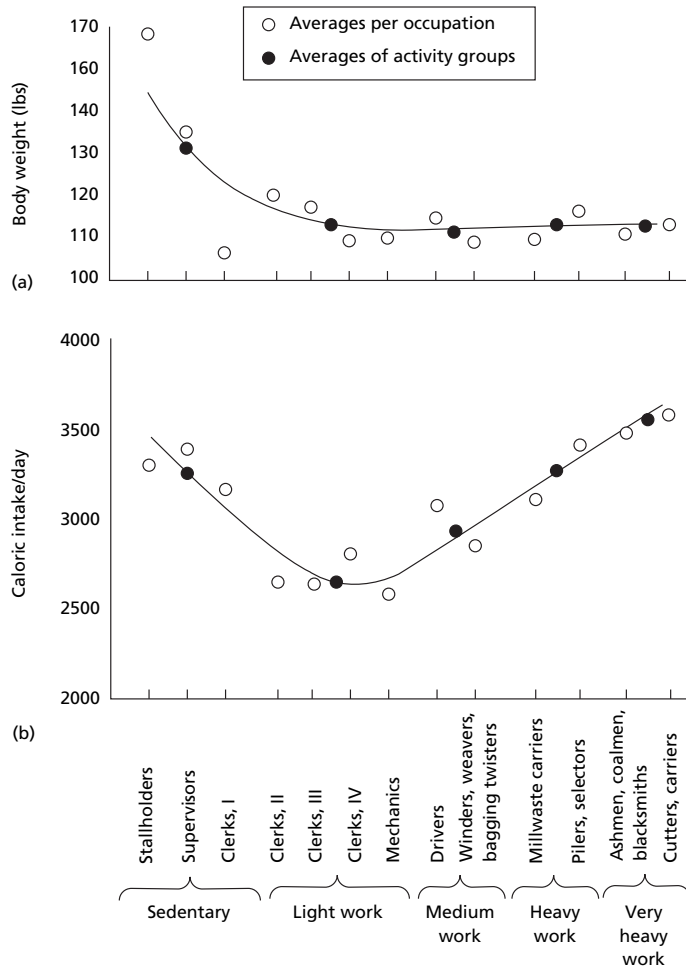 Averages per occupation
Averages of activity groups
170
160
150
140
130
120
110
100
Body weight (lbs)
(a)
4000
3500
3000
2500
2000
Caloric intake/day
(b)
Stallholders
Supervisors
Clerks, I
Clerks, II
Clerks, III
Clerks, IV
Mechanics
Drivers
Winders, weavers,
bagging twisters
Millwaste carriers
Pilers, selectors
Ashmen, coalmen,
blacksmiths
Cutters, carriers
Sedentary
Light work
Medium
work
Heavy
work
Very
heavy
work